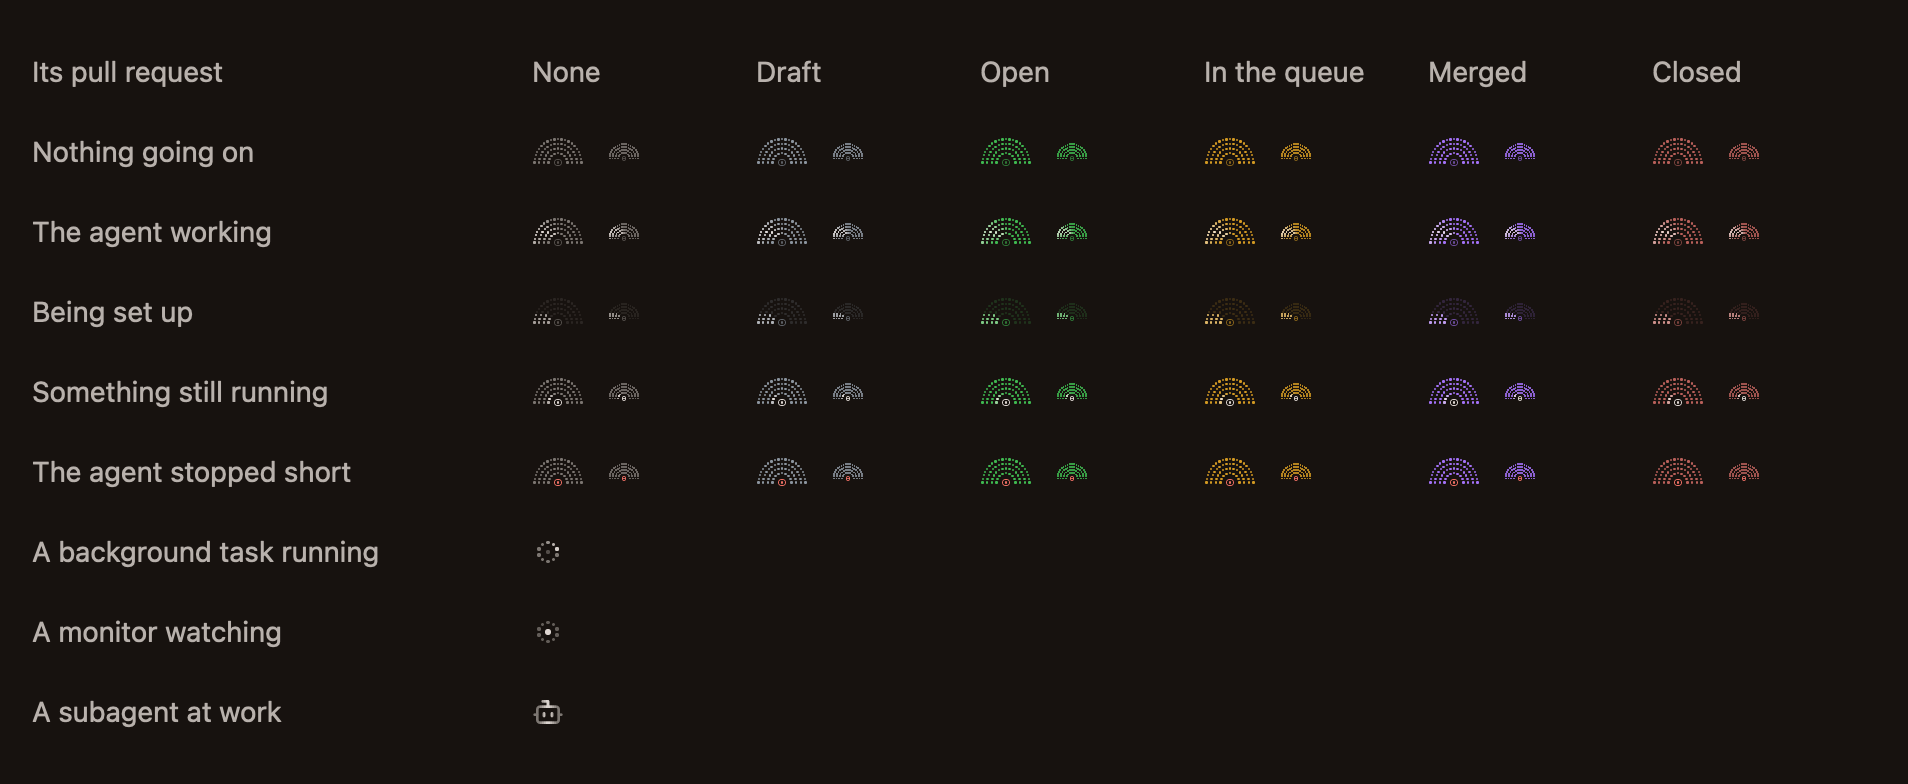 Its pull request None Draft Open In the queue Merged Closed
Nothing going on
The agent working
Being set up
Something still running
The agent stopped short
A background task running
A monitor watching
A subagent at work